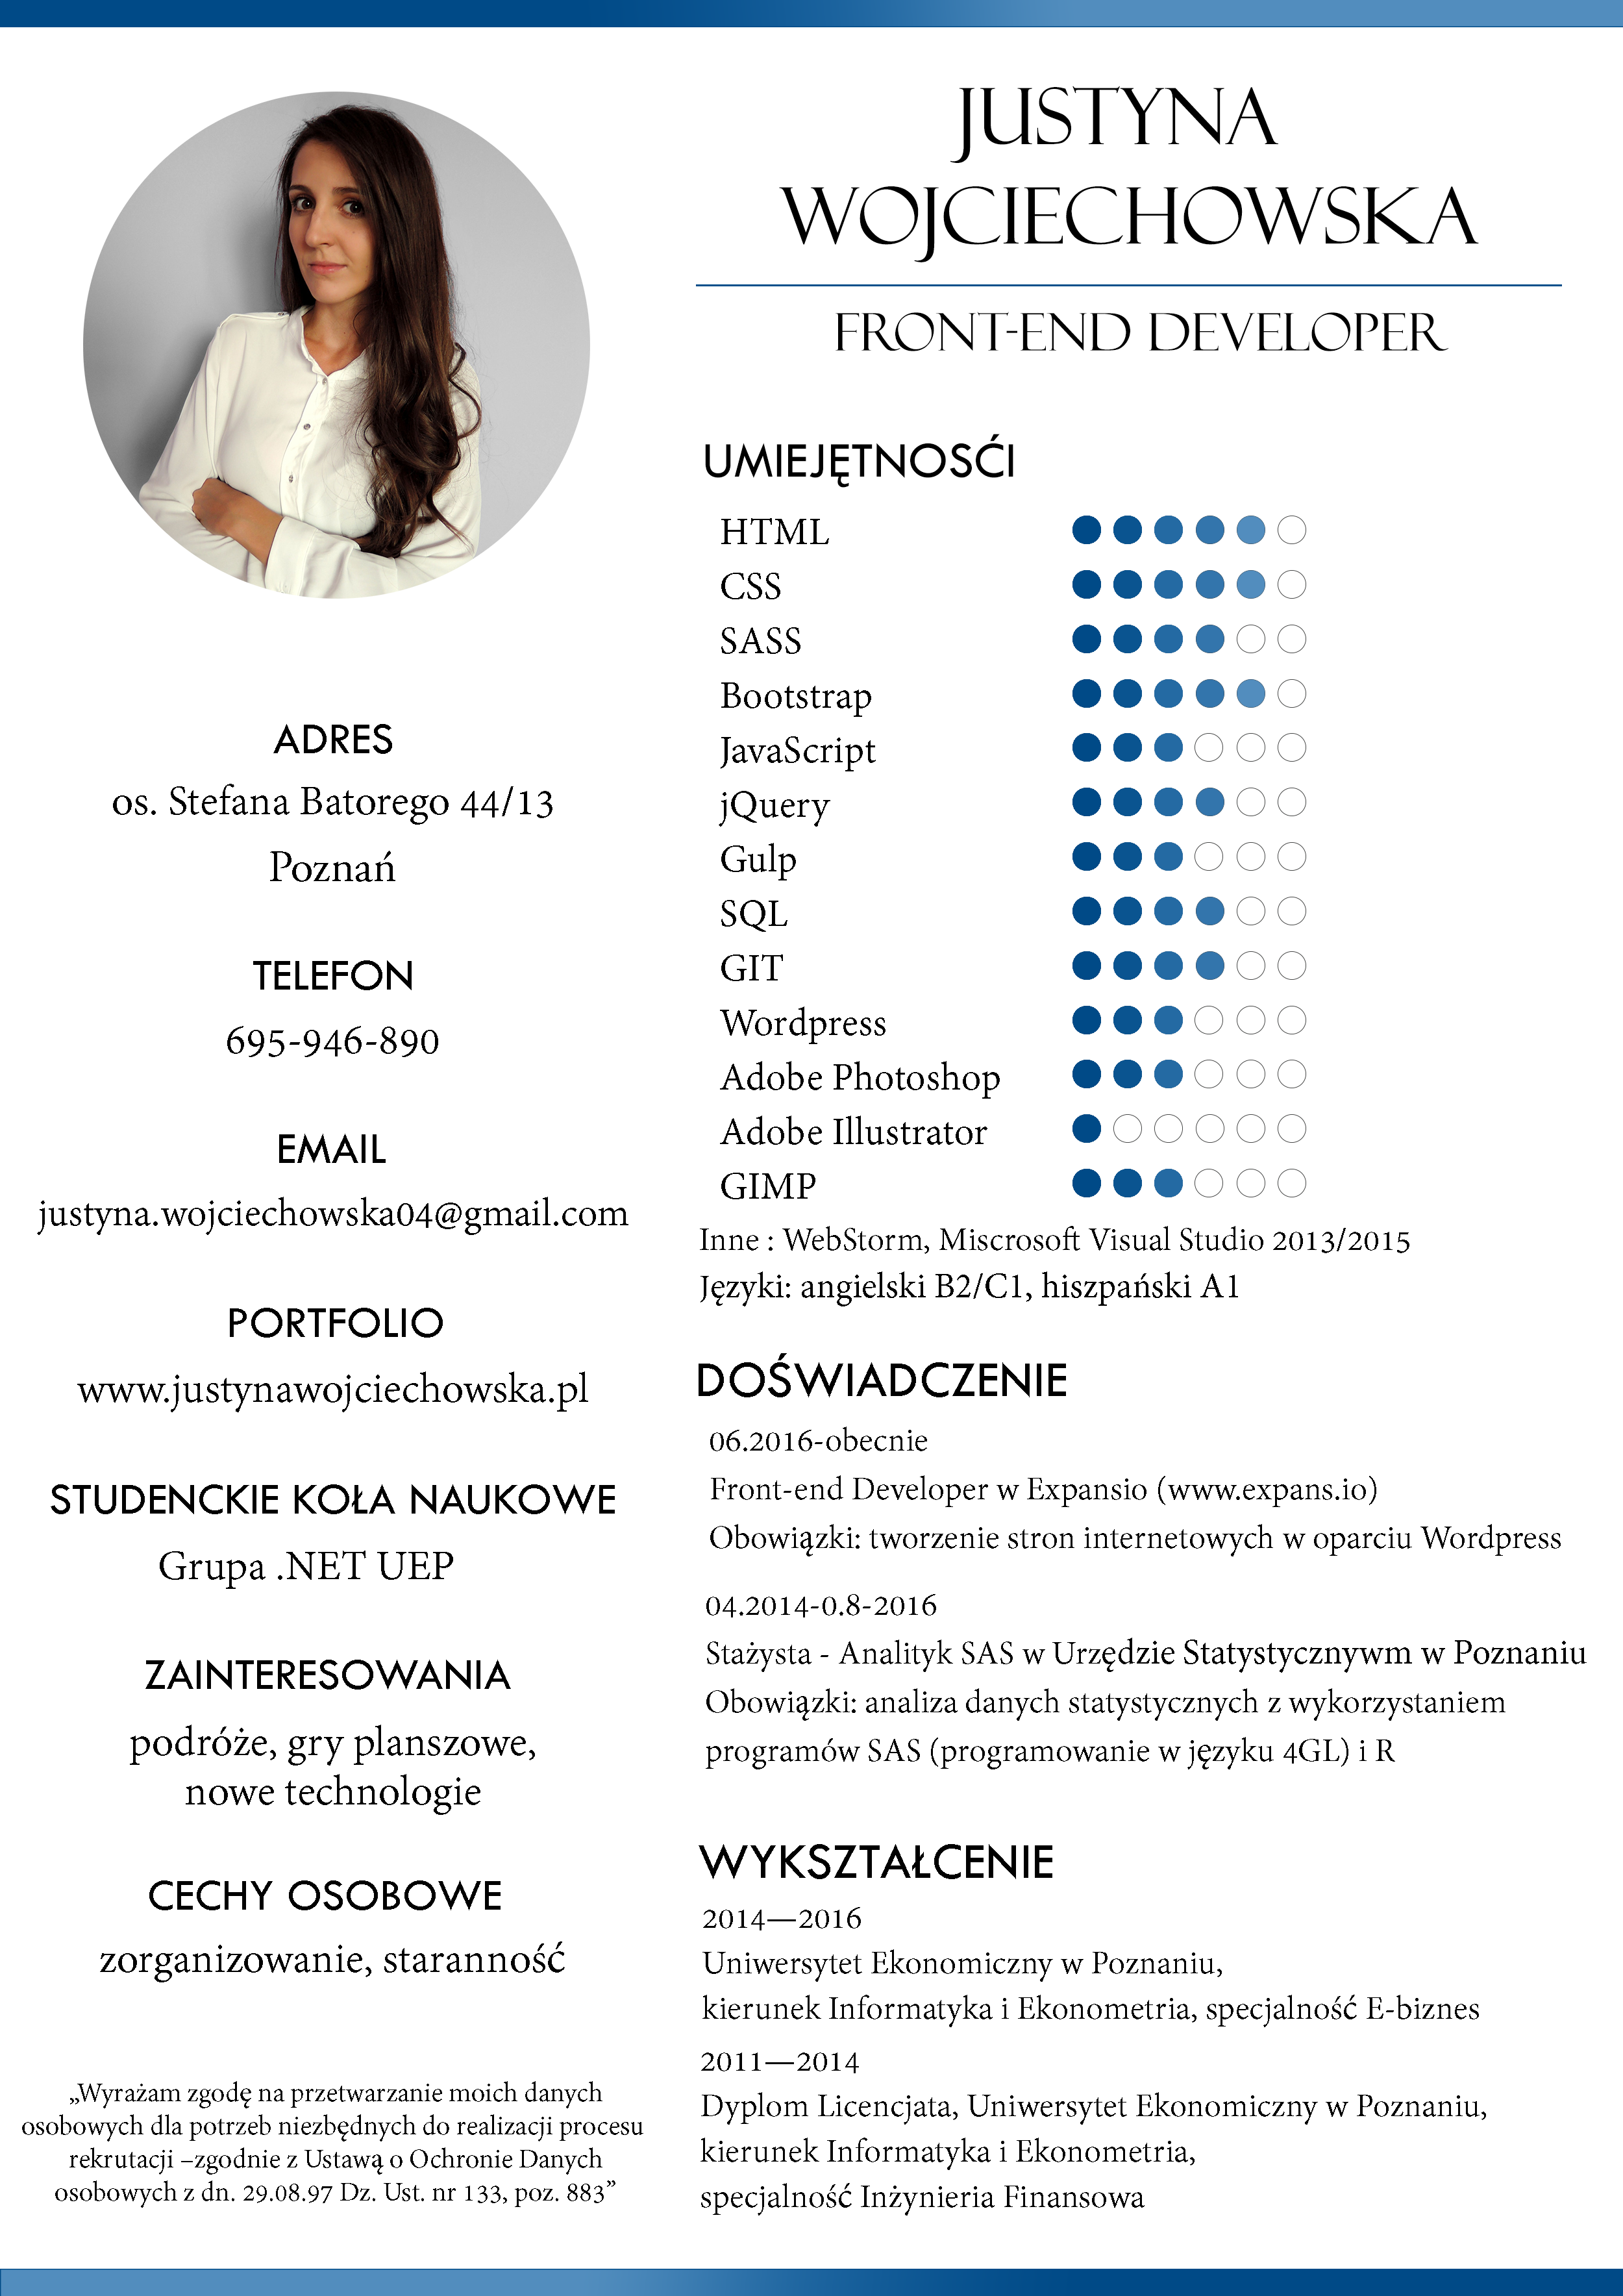 JUSTYNA
WOJCIECHOWSKA
FRONT-END DEVELOPER
ADRES
os. Stefana Batorego 44/13
Poznań
TELEFON
695-946-890
EMAIL
justyna.wojciechowska04@gmail.com
PORTFOLIO
www.justynawojciechowska.pl
STUDENCKIE KOŁA NAUKOWE
Grupa .NET UEP
ZAINTERESOWANIA
podróże, gry planszowe,
nowe technologie
CECHY OSOBOWE
zorganizowanie, staranność
„Wyrażam zgodę na przetwarzanie moich danych
osobowych dla potrzeb niezbędnych do realizacji procesu
rekrutacji –zgodnie z Ustawą o Ochronie Danych
osobowych z dn. 29.08.97 Dz. Ust. nr 133, poz. 883”
UMIEJĘTNOSĆI
HTML
CSS
SASS
Bootstrap
JavaScript
jQuery
Gulp
SQL
GIT
Wordpress
Adobe Photoshop
Adobe Illustrator
GIMP
Inne : WebStorm, Miscrosoft Visual Studio 2013/2015
Języki: angielski B2/C1, hiszpański A1
DOŚWIADCZENIE
06.2016-obecnie
Front-end Developer w Expansio (www.expans.io)
Obowiązki: tworzenie stron internetowych w oparciu Wordpress
04.2014-0.8-2016
Stażysta - Analityk SAS w Urzędzie Statystycznywm w Poznaniu
Obowiązki: analiza danych statystycznych z wykorzystaniem
programów SAS (programowanie w języku 4GL) i R
WYKSZTAŁCENIE
2014—2016
Uniwersytet Ekonomiczny w Poznaniu,
kierunek Informatyka i Ekonometria, specjalność E-biznes
2011—2014
Dyplom Licencjata, Uniwersytet Ekonomiczny w Poznaniu,
kierunek Informatyka i Ekonometria,
specjalność Inżynieria Finansowa